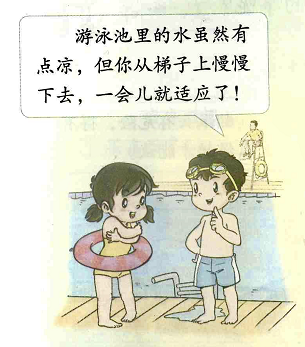 游泳池里的水虽然有
点凉，但你从梯子上慢慢
下去，一会儿就适应了！